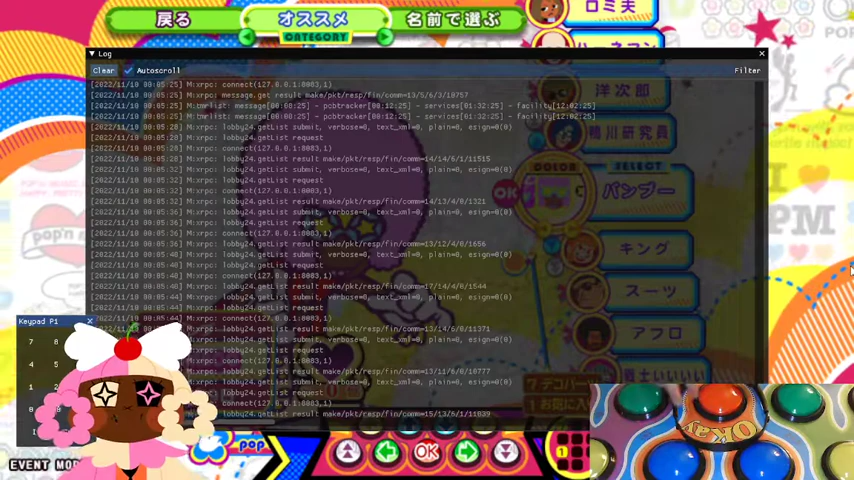 戻る
オススメ
CATEGORY
名前で選ぶ
ロミ夫
Log
Clear
Autoscroll
Filter
[2022/11/10 00:05:25] M:xrpc: connect(127.0.0.1:8083,1)
[2022/11/10 00:05:25] M:xrpc: message.get result make/pkt/resp/fin/comm=13/5/6/3/10757
[2022/11/10 00:05:25] M:tmrlist: message[00:00:25] - pcbtracker[00:12:25] - services[01:32:25] - facility[12:02:25]
[2022/11/10 00:05:25] M:tmrlist: message[00:00:25] - pcbtracker[00:12:25] - services[01:32:25] - facility[12:02:25]
[2022/11/10 00:05:28] M:xrpc: lobby24.getList submit, verbose=0, text_xml=0, plain=0, esign=0(0)
[2022/11/10 00:05:28] M:xrpc: lobby24.getList request
[2022/11/10 00:05:28] M:xrpc: connect(127.0.0.1:8083,1)
[2022/11/10 00:05:28] M:xrpc: lobby24.getList result make/pkt/resp/fin/comm=14/14/6/1/11515
[2022/11/10 00:05:32] M:xrpc: lobby24.getList submit, verbose=0, text_xml=0, plain=0, esign=0(0)
[2022/11/10 00:05:32] M:xrpc: lobby24.getList request
[2022/11/10 00:05:32] M:xrpc: connect(127.0.0.1:8083,1)
[2022/11/10 00:05:32] M:xrpc: lobby24.getList result make/pkt/resp/fin/comm=14/13/4/0/1321
[2022/11/10 00:05:36] M:xrpc: lobby24.getList submit, verbose=0, text_xml=0, plain=0, esign=0(0)
[2022/11/10 00:05:36] M:xrpc: lobby24.getList request
[2022/11/10 00:05:36] M:xrpc: connect(127.0.0.1:8083,1)
[2022/11/10 00:05:36] M:xrpc: lobby24.getList result make/pkt/resp/fin/comm=13/12/4/0/1656
[2022/11/10 00:05:40] M:xrpc: lobby24.getList submit, verbose=0, text_xml=0, plain=0, esign=0(0)
[2022/11/10 00:05:40] M:xrpc: lobby24.getList request
[2022/11/10 00:05:40] M:xrpc: connect(127.0.0.1:8083,1)
[2022/11/10 00:05:40] M:xrpc: lobby24.getList result make/pkt/resp/fin/comm=17/14/4/0/1544
[2022/11/10 00:05:44] M:xrpc: lobby24.getList submit, verbose=0, text_xml=0, plain=0, esign=0(0)
[2022/11/10 00:05:44] M:xrpc: lobby24.getList request
connect(127.0.0.1:8083,1)
lobby24.getList result make/pkt/resp/fin/comm=13/14/6/0/11371
lobby24.getList submit, verbose=0, text_xml=0, plain=0, esign=0(0)
lobby24.getList request
connect(127.0.0.1:8083,1)
lobby24.getList result make/pkt/resp/fin/comm=13/11/6/0/10777
lobby24.getList submit, verbose=0, text_xml=0, plain=0, esign=0(0)
lobby24.getList request
connect(127.0.0.1:8083,1)
lobby24.getList result make/pkt/resp/fin/comm=15/13/6/1/11839
洋次郎
鴨川研究員
COLOR
SELECT
OK
バンブー
キング
スーツ
アフロ
Keypad P1
7 8
4 5
1 2
0
pop
OK
1
EVENT MOD
OKay